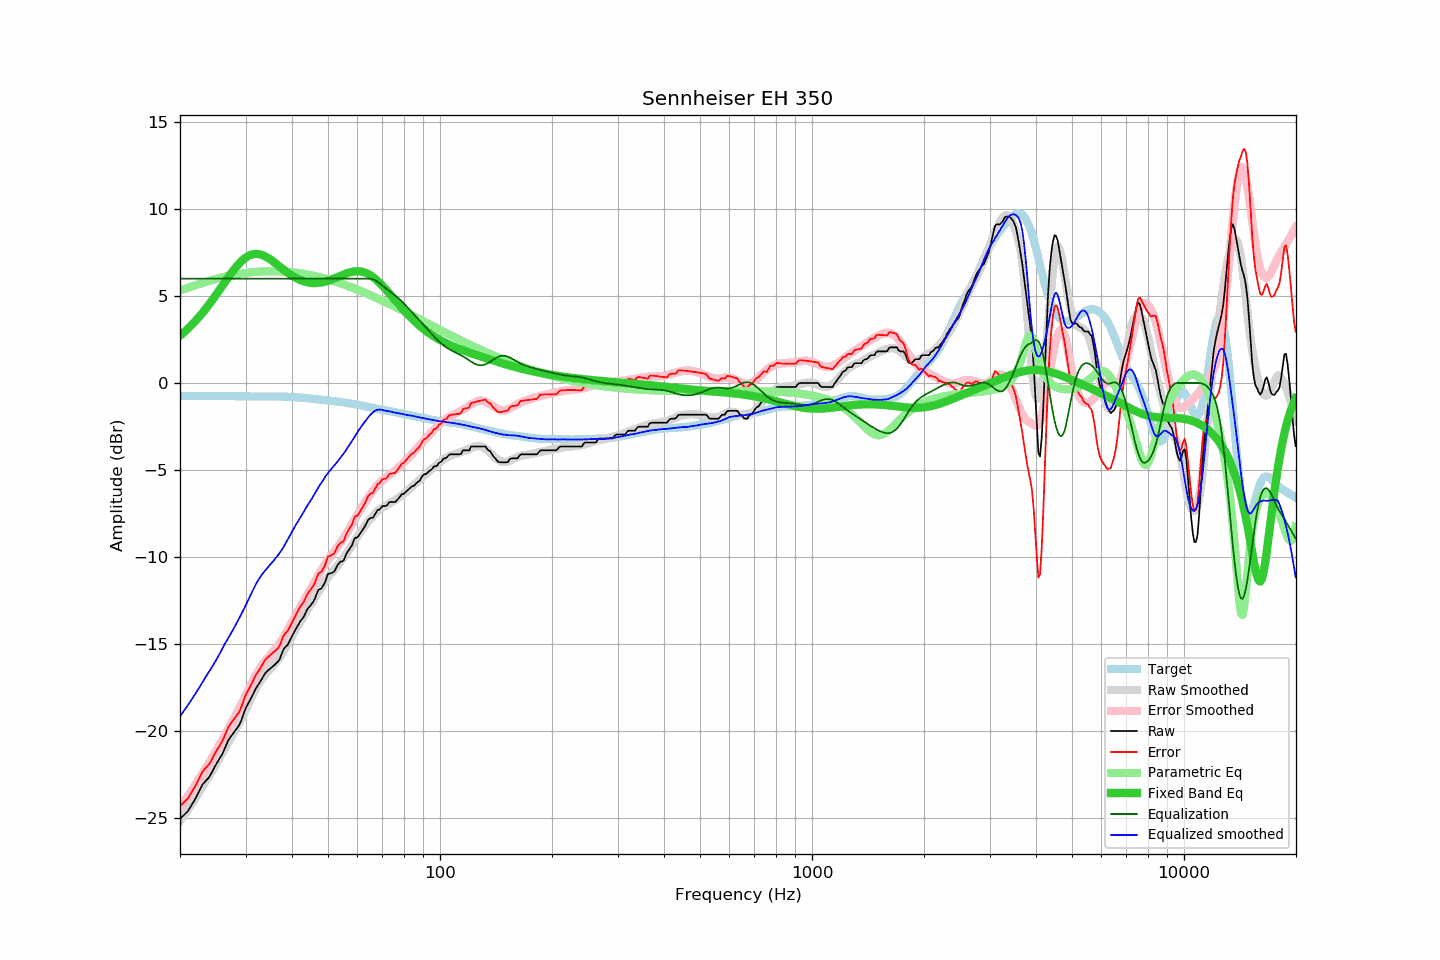 Sennheiser EH 350
15
10
5
0
−5
−10
−15
−20
−25
Amplitude (dBr)
100
1000
10000
Frequency (Hz)
Target
Raw Smoothed
Error Smoothed
Raw
Error
Parametric Eq
Fixed Band Eq
Equalization
Equalized smoothed